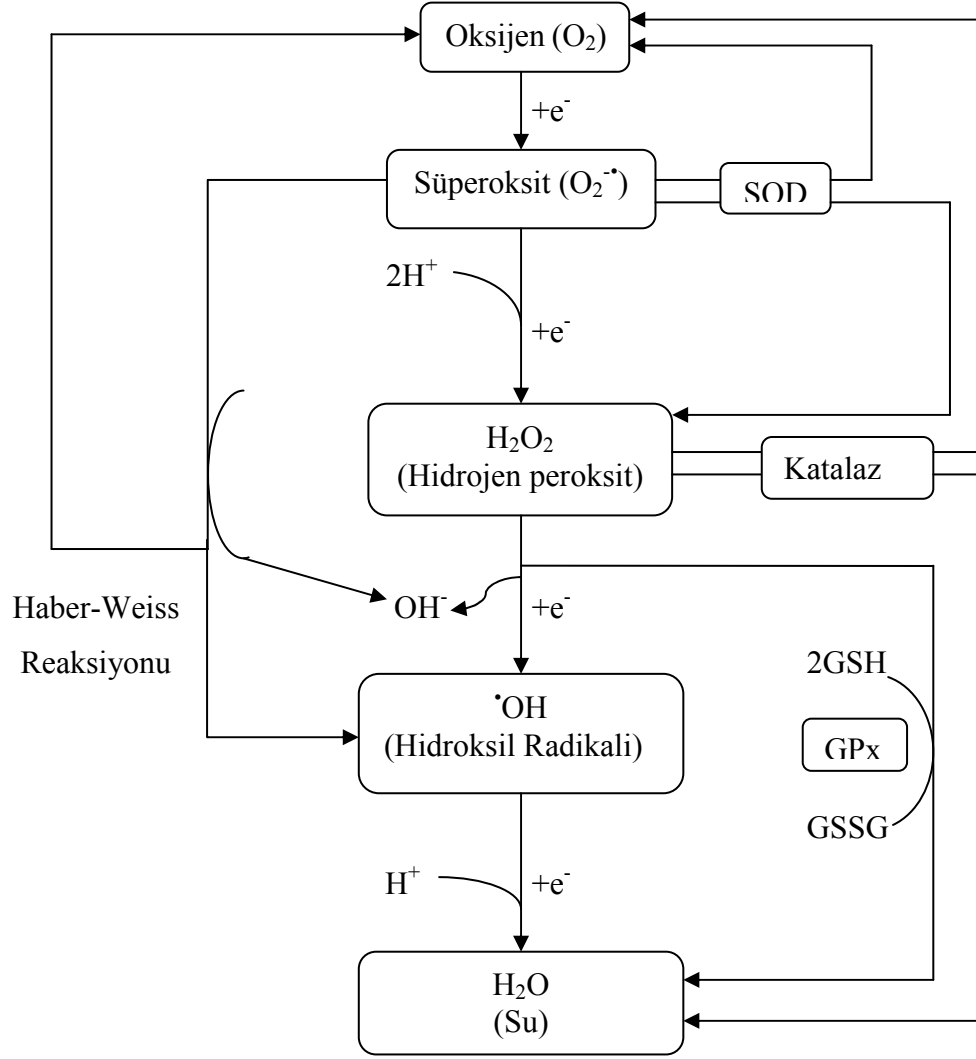 Oksijen (O₂)
+e⁻
Süperoksit (O₂⁻•)
SOD
2H⁺
+e⁻
H₂O₂
(Hidrojen peroksit)
Katalaz
Haber-Weiss
Reaksiyonu
OH⁻
+e⁻
2GSH
•OH
(Hidroksil Radikali)
GPx
GSSG
H⁺
+e⁻
H₂O
(Su)